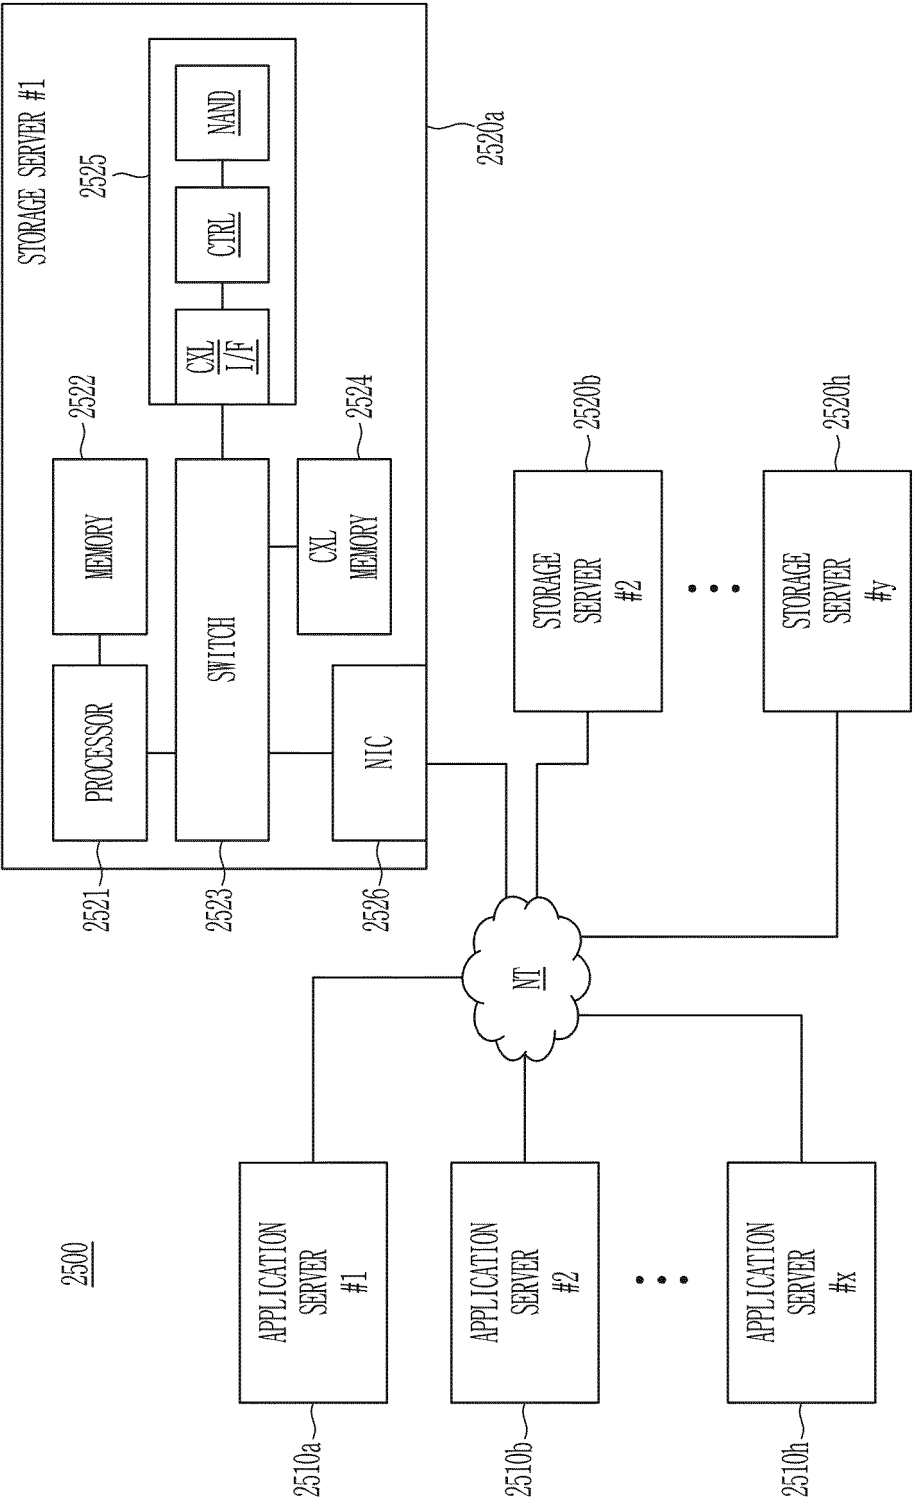 2500
2510a
APPLICATION
SERVER
#1
2510b
APPLICATION
SERVER
#2
2510h
APPLICATION
SERVER
#x
NT
STORAGE SERVER #1
2520a
2521
PROCESSOR
2522
MEMORY
2523
SWITCH
2524
CXL
MEMORY
2525
CXL
I/F
CTRL
NAND
2526
NIC
2520b
STORAGE
SERVER
#2
2520h
STORAGE
SERVER
#y